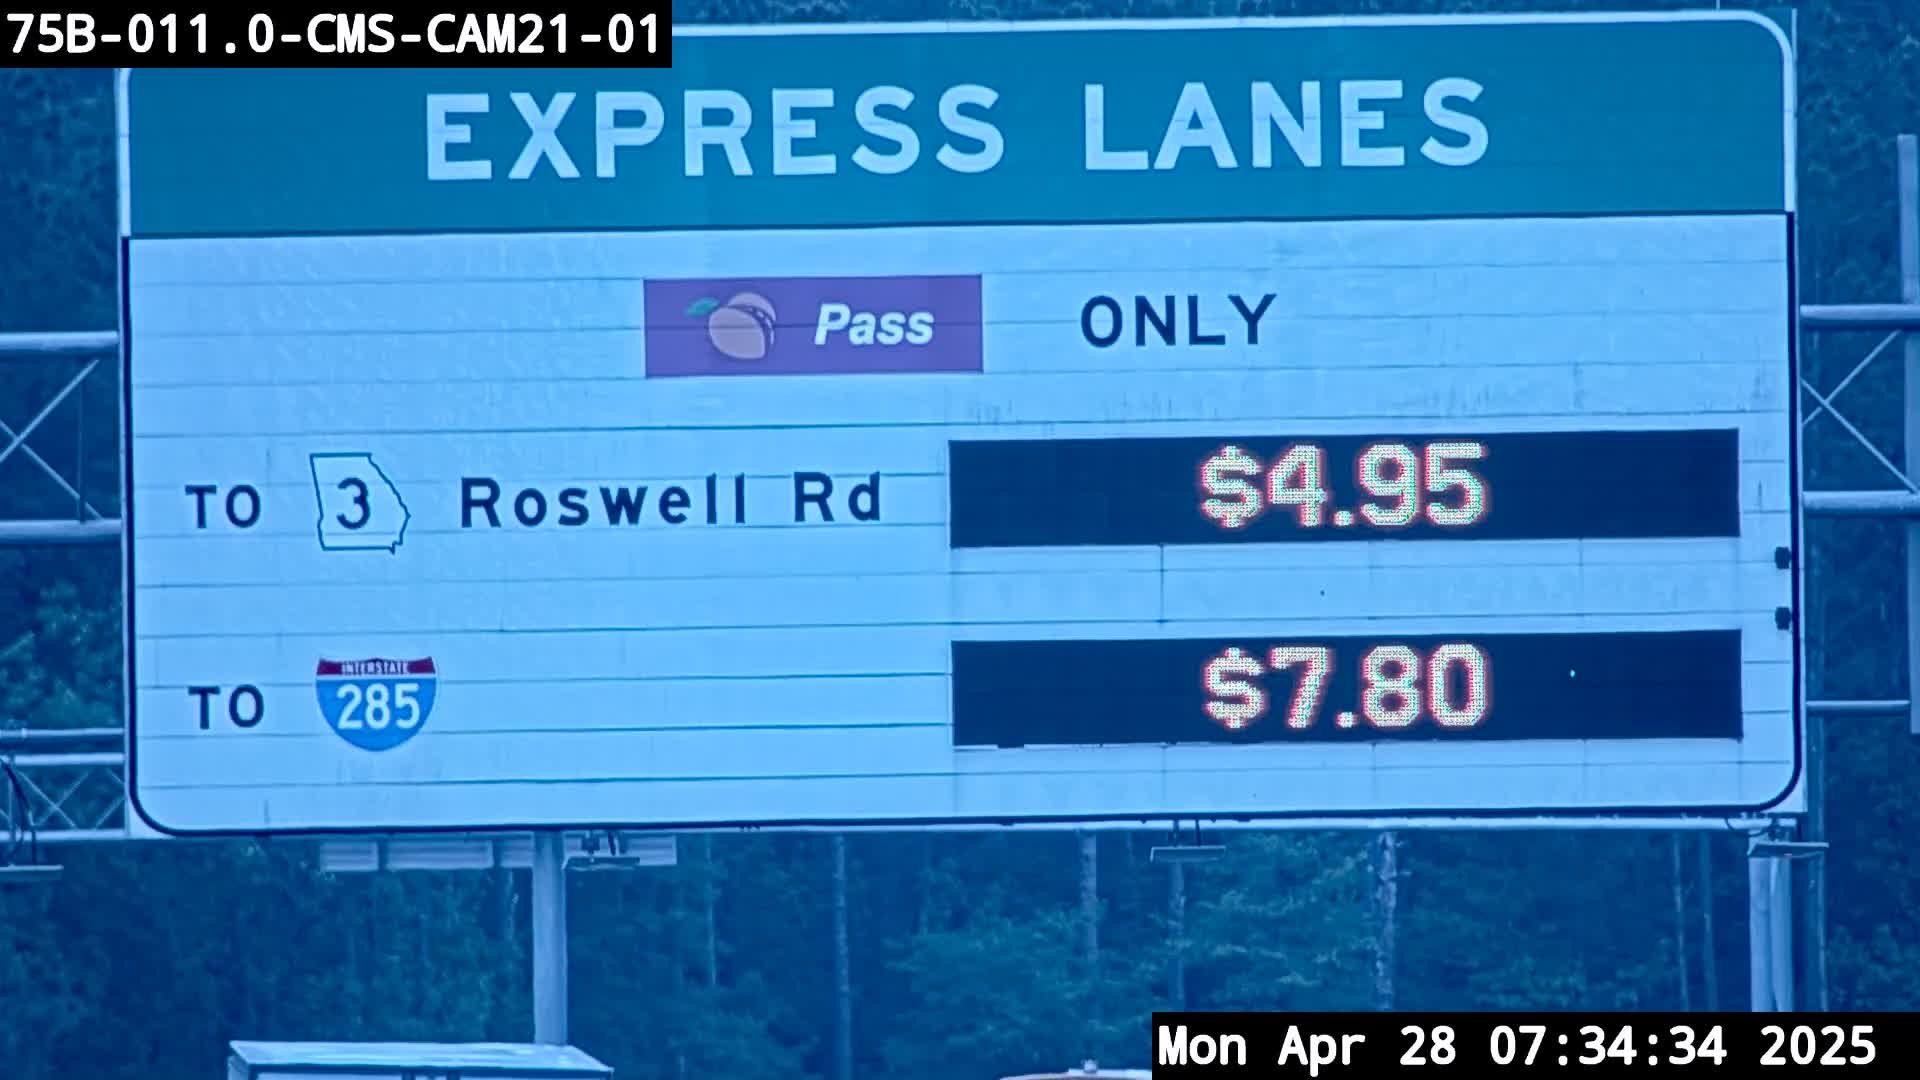 75B-011.0-CMS-CAM21-01
EXPRESS LANES
Pass ONLY
TO 3 Roswell Rd $4.95
TO INTERSTATE 285 $7.80
Mon Apr 28 07:34:34 2025